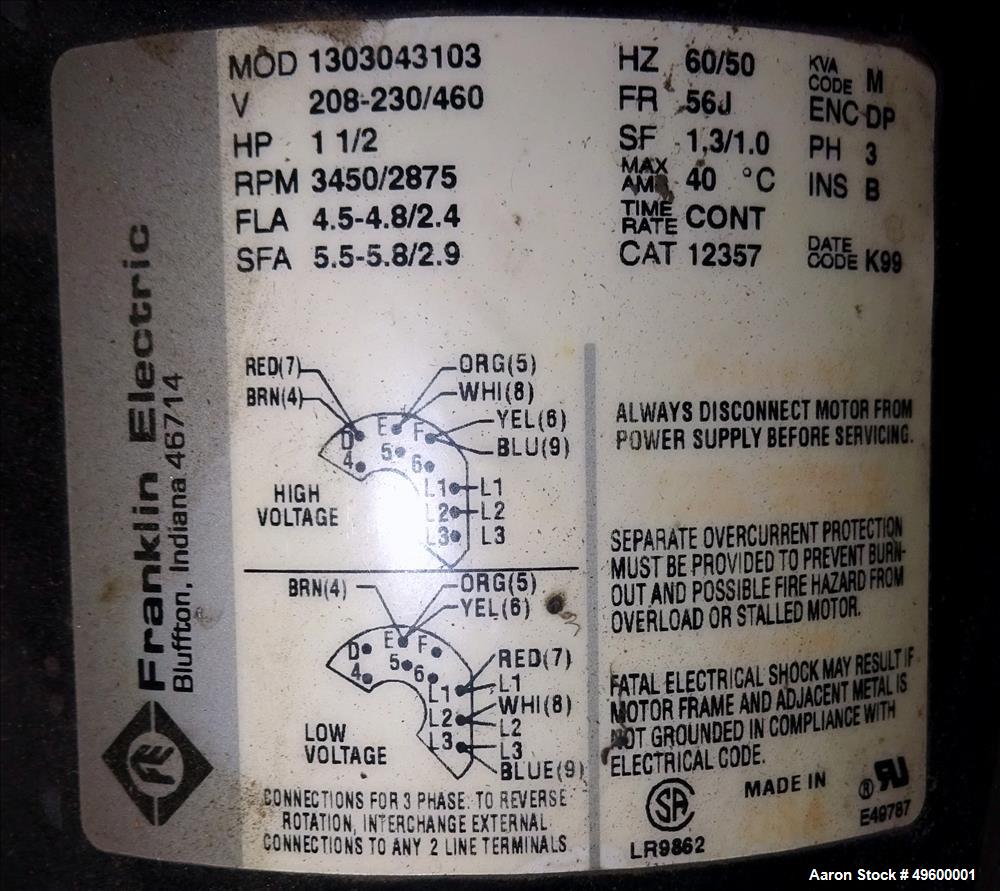 MOD 1303043103
V 208-230/460
HP 1 1/2
RPM 3450/2875
FLA 4.5-4.8/2.4
SFA 5.5-5.8/2.9
HZ 60/50
FR 56J
SF 1.3/1.0
MAX AMB 40 °C
TIME RATE CONT
CAT 12357
KVA CODE M
ENC DP
PH 3
INS B
DATE CODE K99
Franklin Electric
Bluffton, Indiana 46714
FE
RED(7)
BRN(4)
ORG(5)
WHI(8)
YEL(6)
BLU(9)
D E F
4 5 6
L1 L1
L2 L2
L3 L3
HIGH
VOLTAGE
BRN(4)
ORG(5)
YEL(6)
D E F
4 5 6
RED(7)
L1 L1
WHI(8)
L2 L2
L3 L3
BLUE(9)
LOW
VOLTAGE
CONNECTIONS FOR 3 PHASE. TO REVERSE
ROTATION, INTERCHANGE EXTERNAL
CONNECTIONS TO ANY 2 LINE TERMINALS
ALWAYS DISCONNECT MOTOR FROM
POWER SUPPLY BEFORE SERVICING.
SEPARATE OVERCURRENT PROTECTION
MUST BE PROVIDED TO PREVENT BURN-
OUT AND POSSIBLE FIRE HAZARD FROM
OVERLOAD OR STALLED MOTOR.
FATAL ELECTRICAL SHOCK MAY RESULT IF
MOTOR FRAME AND ADJACENT METAL IS
NOT GROUNDED IN COMPLIANCE WITH
ELECTRICAL CODE.
SA
LR9862
MADE IN
RU ®
E49787
Aaron Stock # 49600001